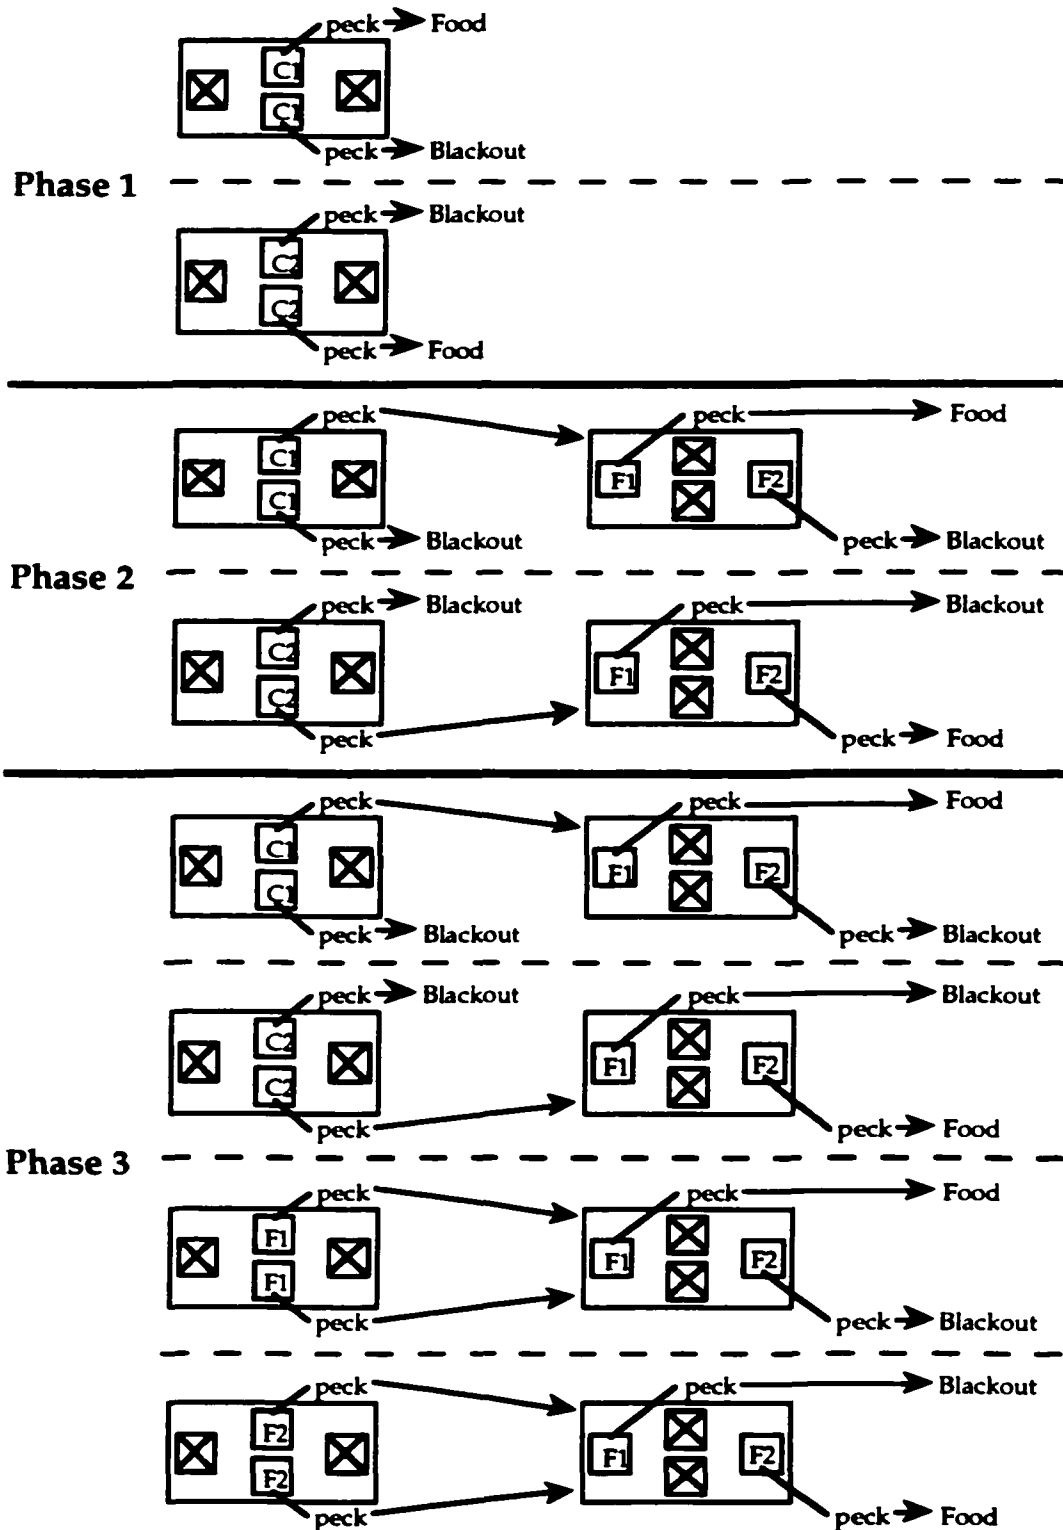 peck Food
C1
C1
peck Blackout
Phase 1
peck Blackout
C2
C2
peck Food
peck peck Food
C1
F1 F2
C1
peck Blackout peck Blackout
Phase 2
peck Blackout peck Blackout
C2
F1 F2
C2
peck peck Food
peck peck Food
C1
F1 F2
C1
peck Blackout peck Blackout
peck Blackout peck Blackout
C2
F1 F2
C2
peck peck Food
Phase 3
peck peck Food
F1
F1 F2
F1
peck peck Blackout
peck peck Blackout
F2
F1 F2
F2
peck peck Food